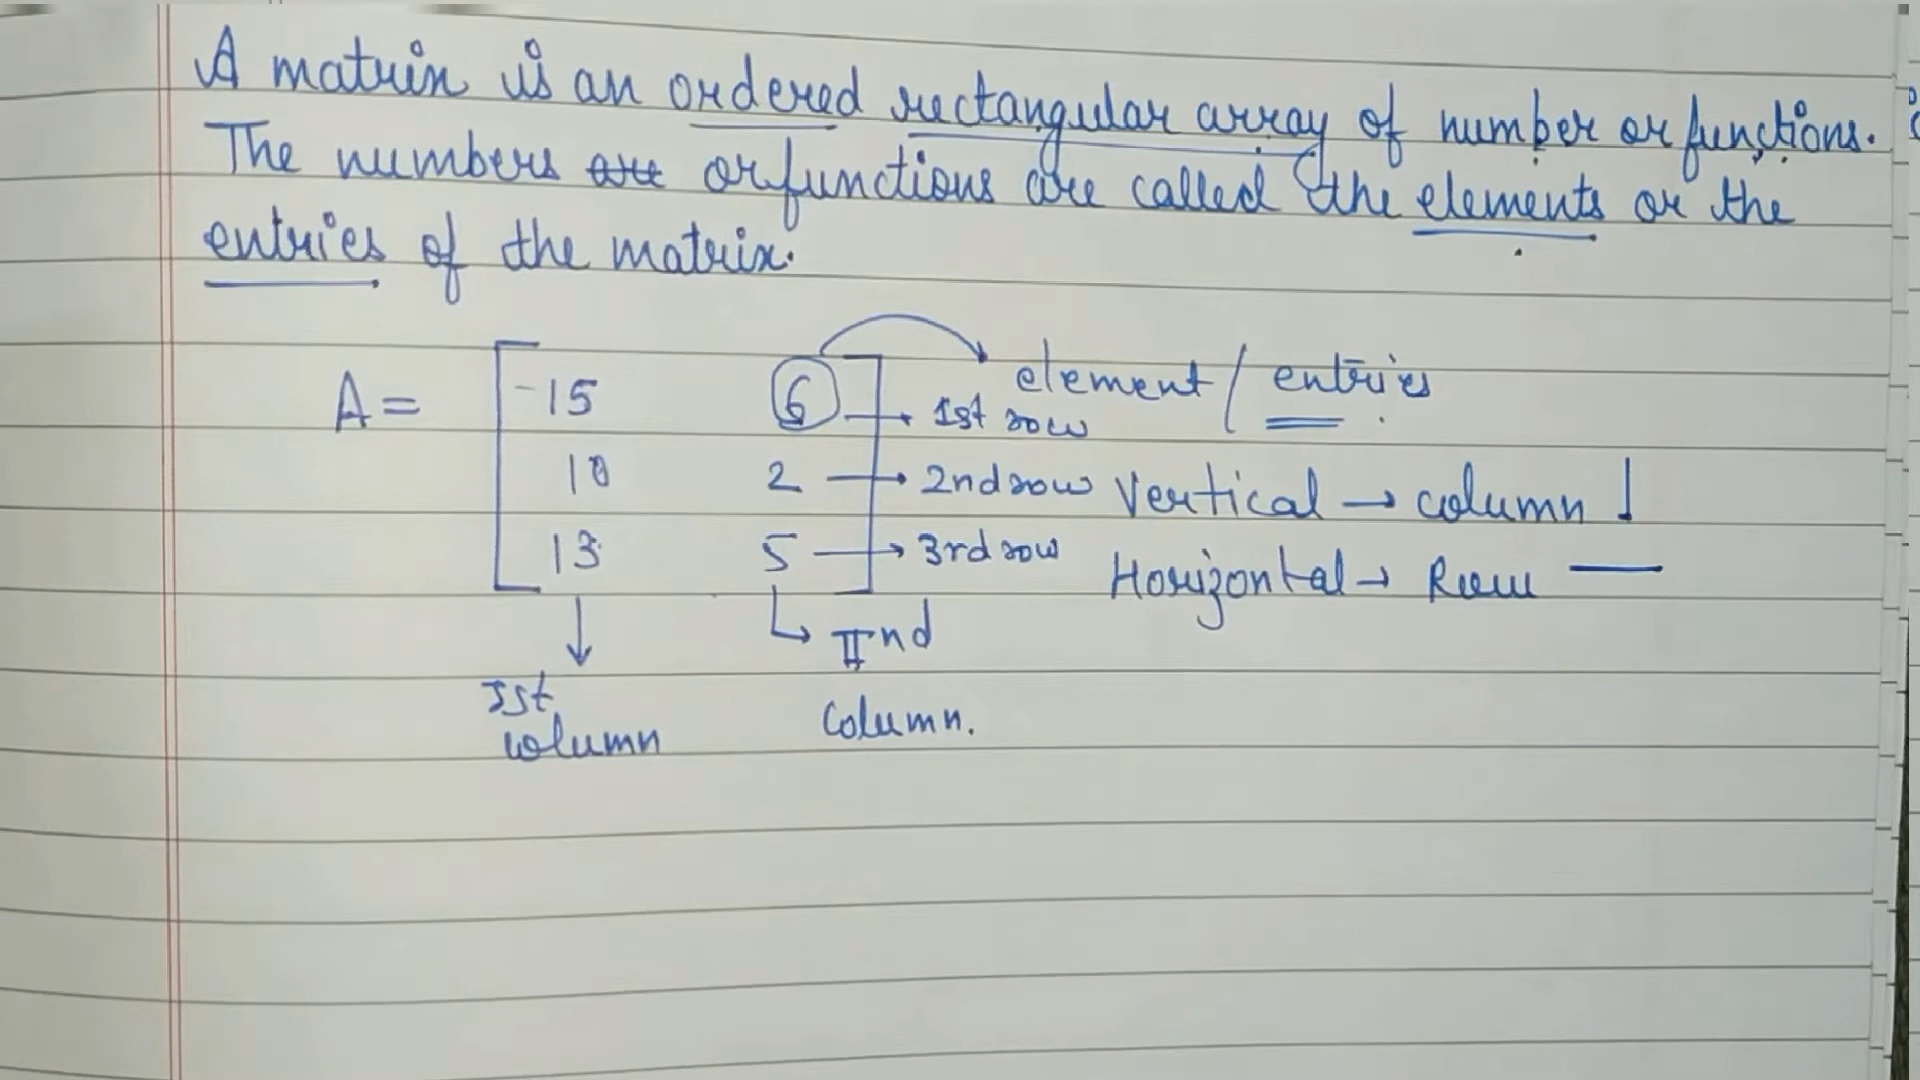 A matrix is an ordered rectangular array of number or functions.
The numbers are or functions are called the elements or the
entries of the matrix.
A = -15 6 element / entries
1st row
10 2 → 2nd row Vertical → column
13 5 → 3rd row Horizontal → Row
IInd
Ist
column Column.